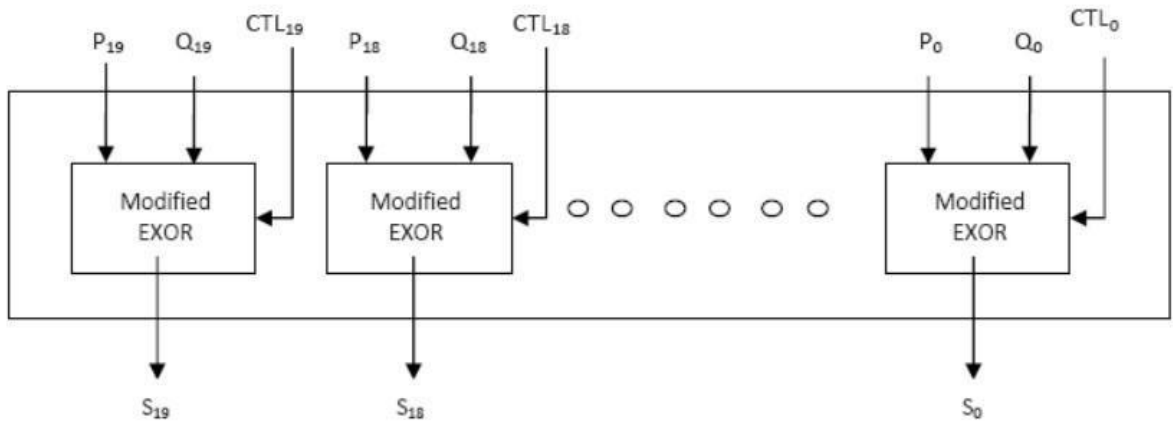 P₁₉ Q₁₉ CTL₁₉ P₁₈ Q₁₈ CTL₁₈ P₀ Q₀ CTL₀
Modified Modified Modified
EXOR EXOR EXOR
S₁₉ S₁₈ S₀